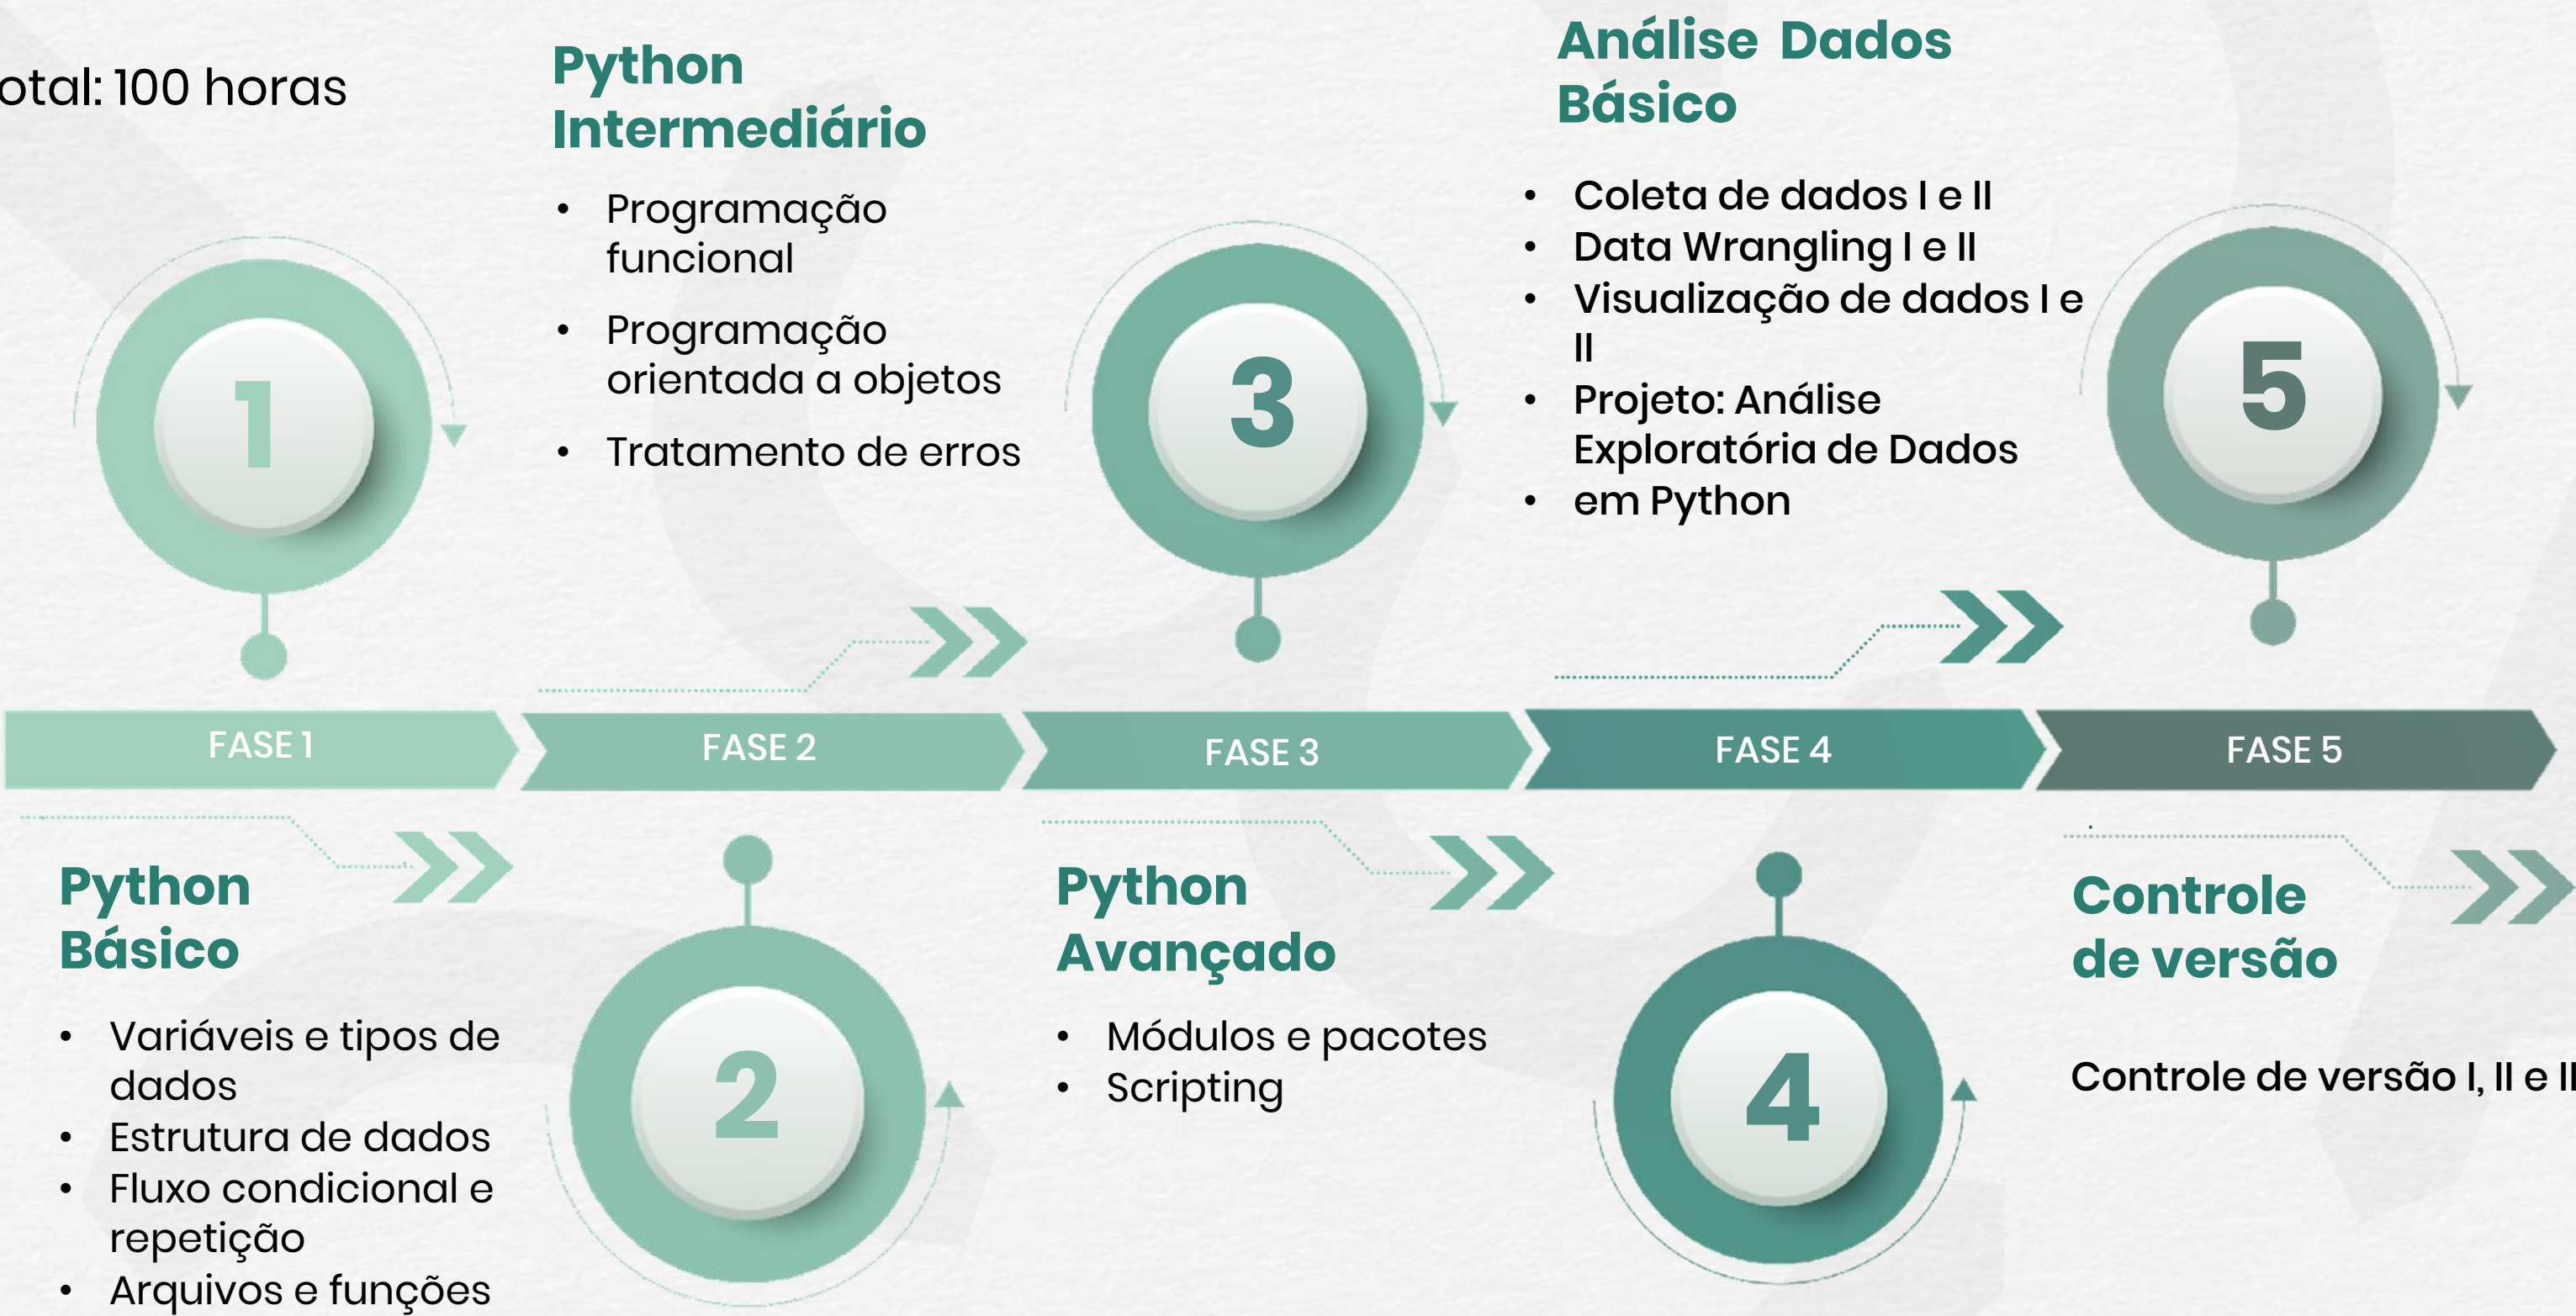 otal: 100 horas
Python
Intermediário
• Programação
funcional
• Programação
orientada a objetos
• Tratamento de erros
Análise Dados
Básico
• Coleta de dados I e II
• Data Wrangling I e II
• Visualização de dados I e
II
• Projeto: Análise
Exploratória de Dados
• em Python
1
3
5
FASE 1
FASE 2
FASE 3
FASE 4
FASE 5
Python
Básico
• Variáveis e tipos de
dados
• Estrutura de dados
• Fluxo condicional e
repetição
• Arquivos e funções
2
Python
Avançado
• Módulos e pacotes
• Scripting
4
Controle
de versão
Controle de versão I, II e II